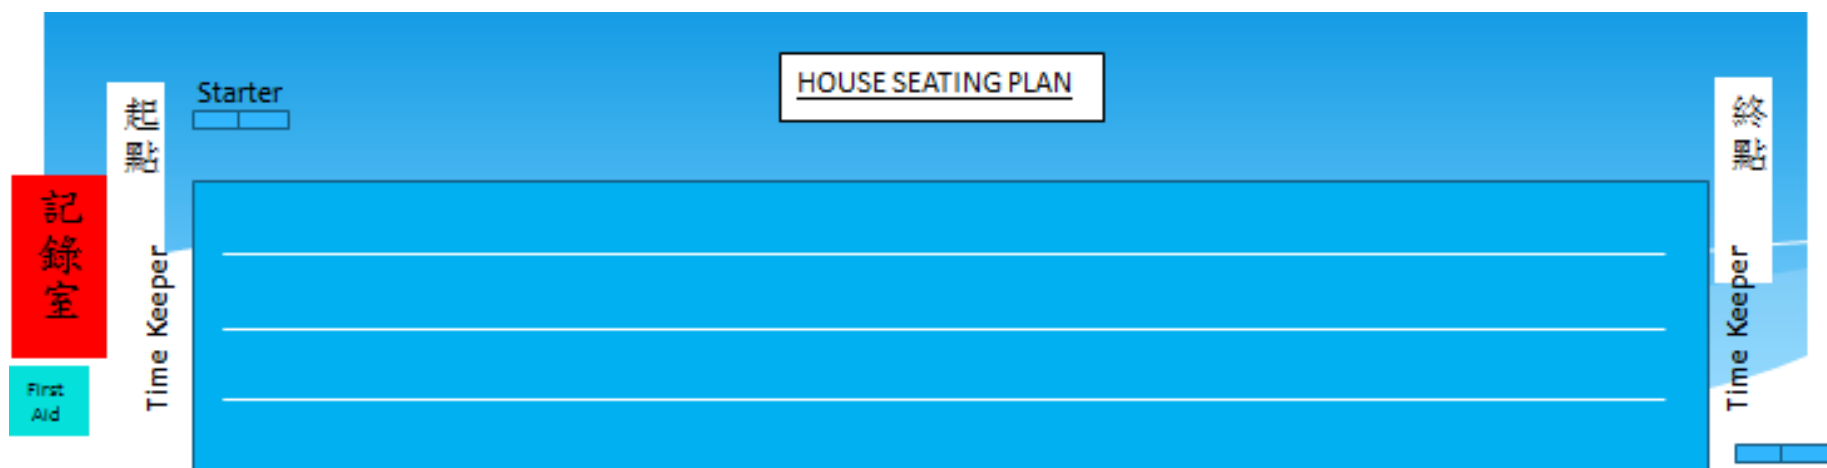 HOUSE SEATING PLAN
Starter
起點
終點
記錄室
Time Keeper
Time Keeper
First
Aid